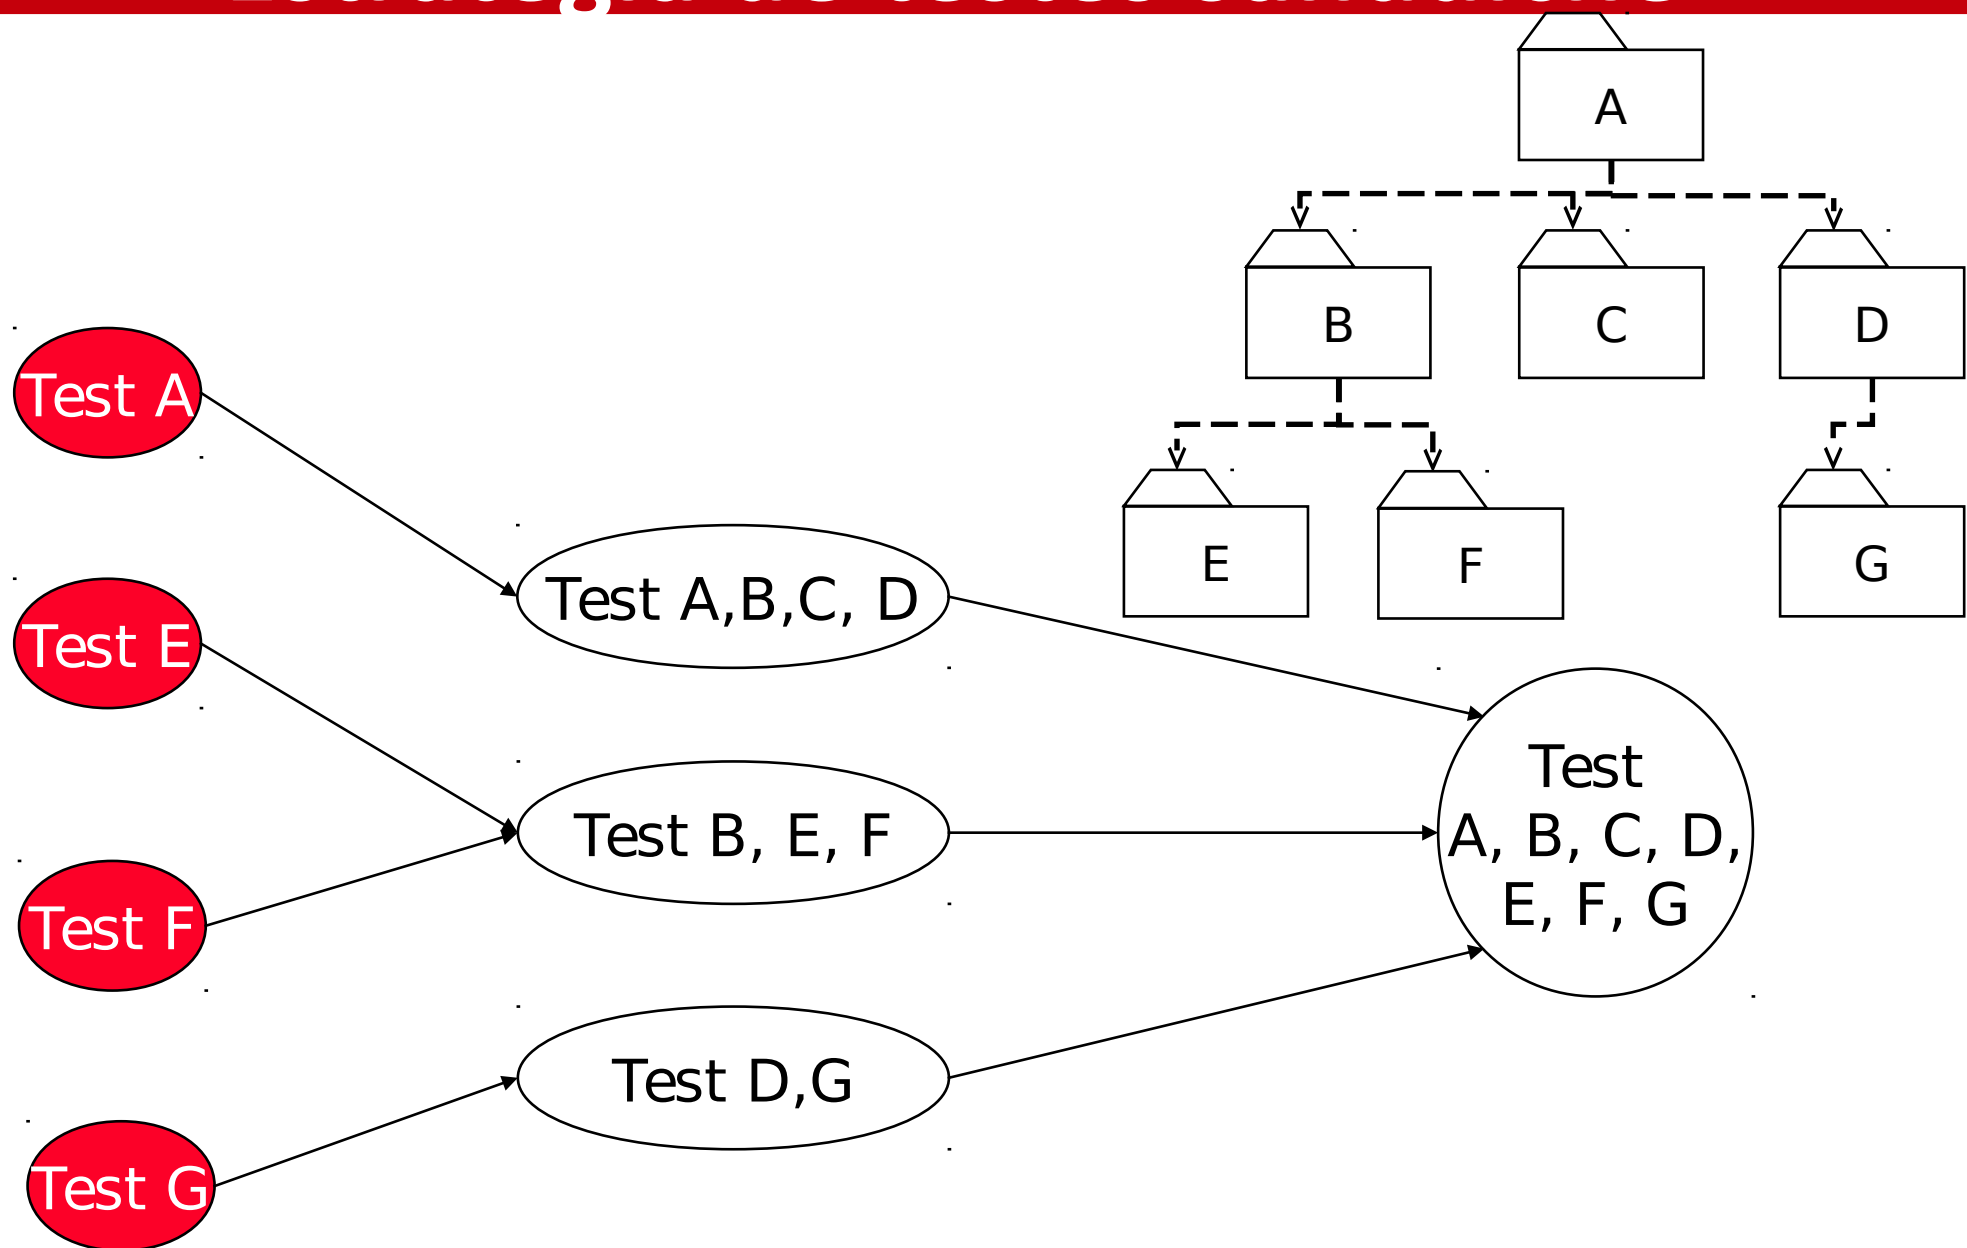 A
B
C
D
E
F
G
Test A
Test E
Test F
Test G
Test A,B,C, D
Test B, E, F
Test D,G
Test
A, B, C, D,
E, F, G